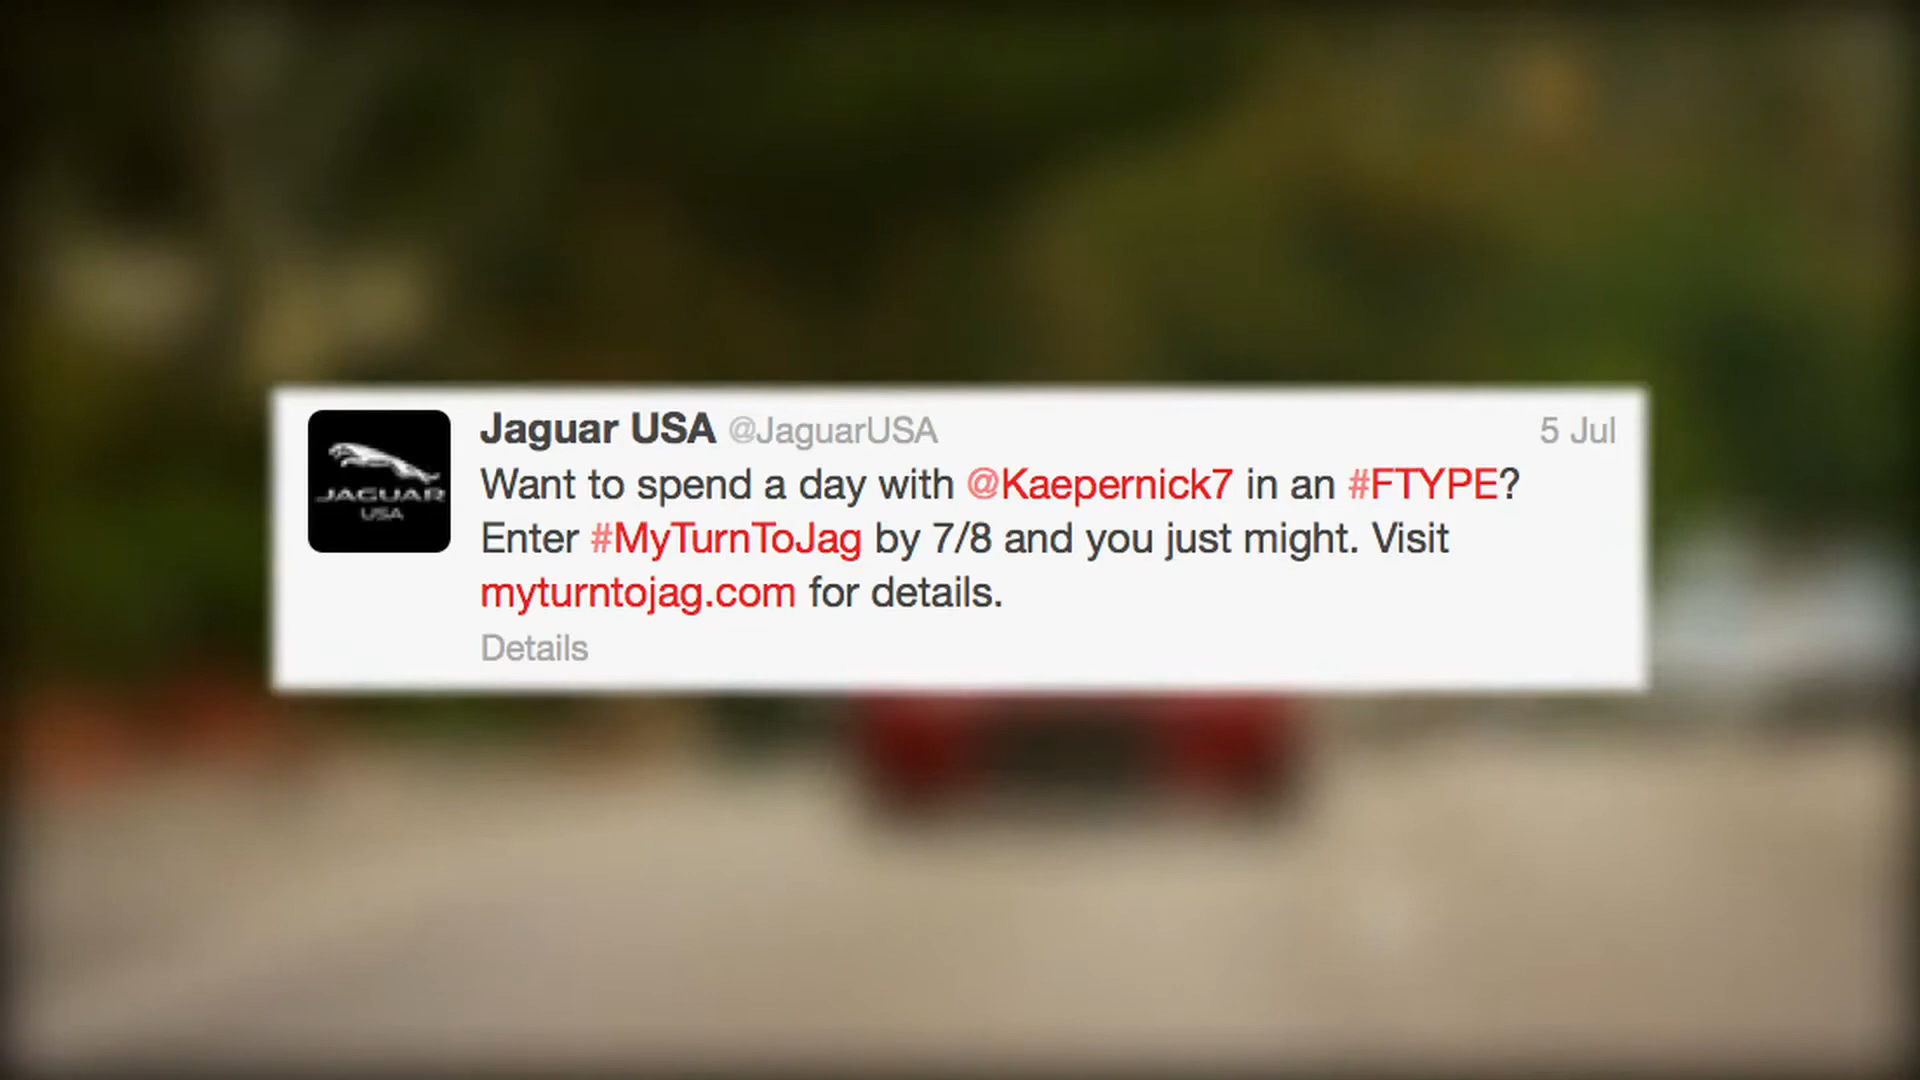 JAGUAR
USA
Jaguar USA @JaguarUSA 5 Jul
Want to spend a day with @Kaepernick7 in an #FTYPE?
Enter #MyTurnToJag by 7/8 and you just might. Visit
myturntojag.com for details.
Details